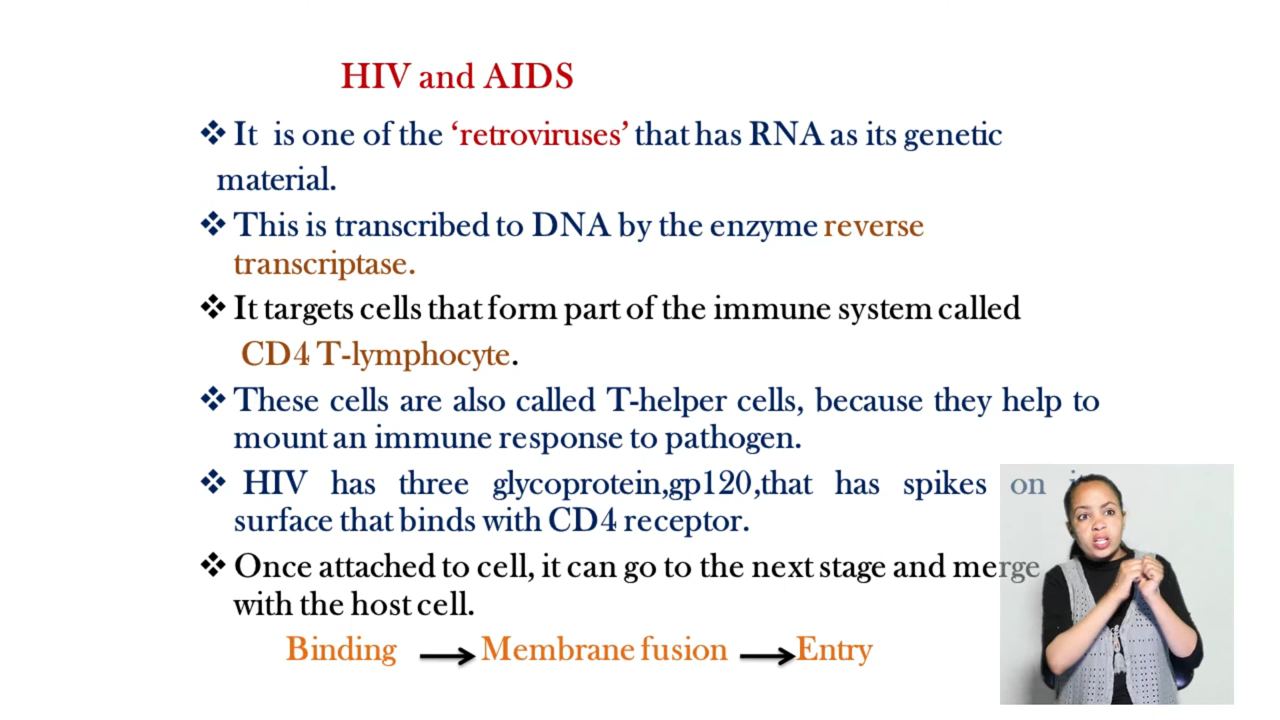 HIV and AIDS
❖ It is one of the ‘retroviruses’ that has RNA as its genetic
material.
❖ This is transcribed to DNA by the enzyme reverse
transcriptase.
❖ It targets cells that form part of the immune system called
CD4 T-lymphocyte.
❖ These cells are also called T-helper cells, because they help to
mount an immune response to pathogen.
❖ HIV has three glycoprotein,gp120,that has spikes on
surface that binds with CD4 receptor.
❖ Once attached to cell, it can go to the next stage and merge
with the host cell.
Binding → Membrane fusion → Entry